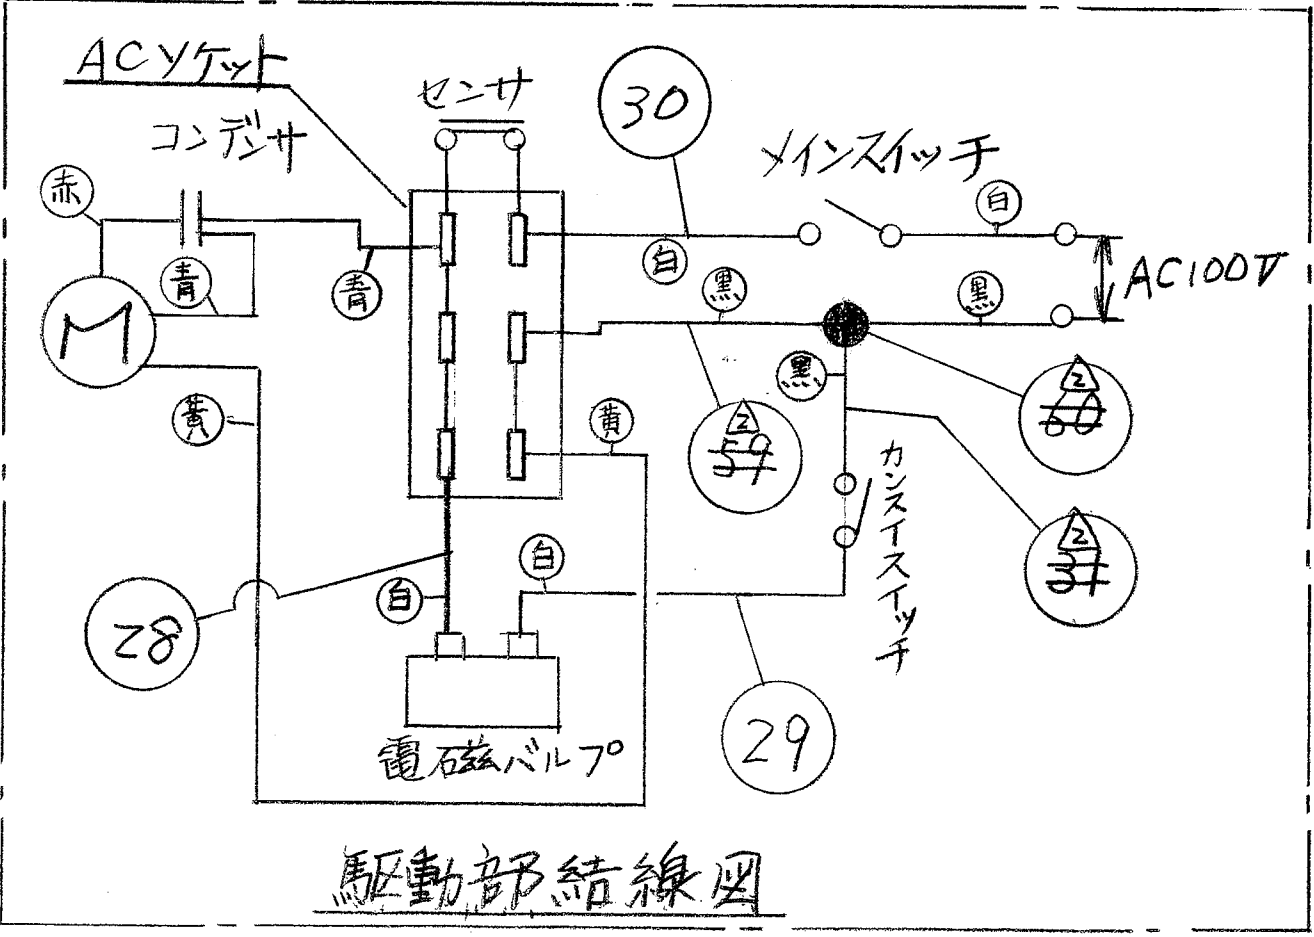 ACソケット
センサ
30
コンデンサ
メインスイッチ
赤
白
青
青
白
黒
黒
AC100V
M
黒
2
60
黄
黄
2
59
カンスイスイッチ
2
37
白
白
28
29
電磁バルブ
駆動部結線図